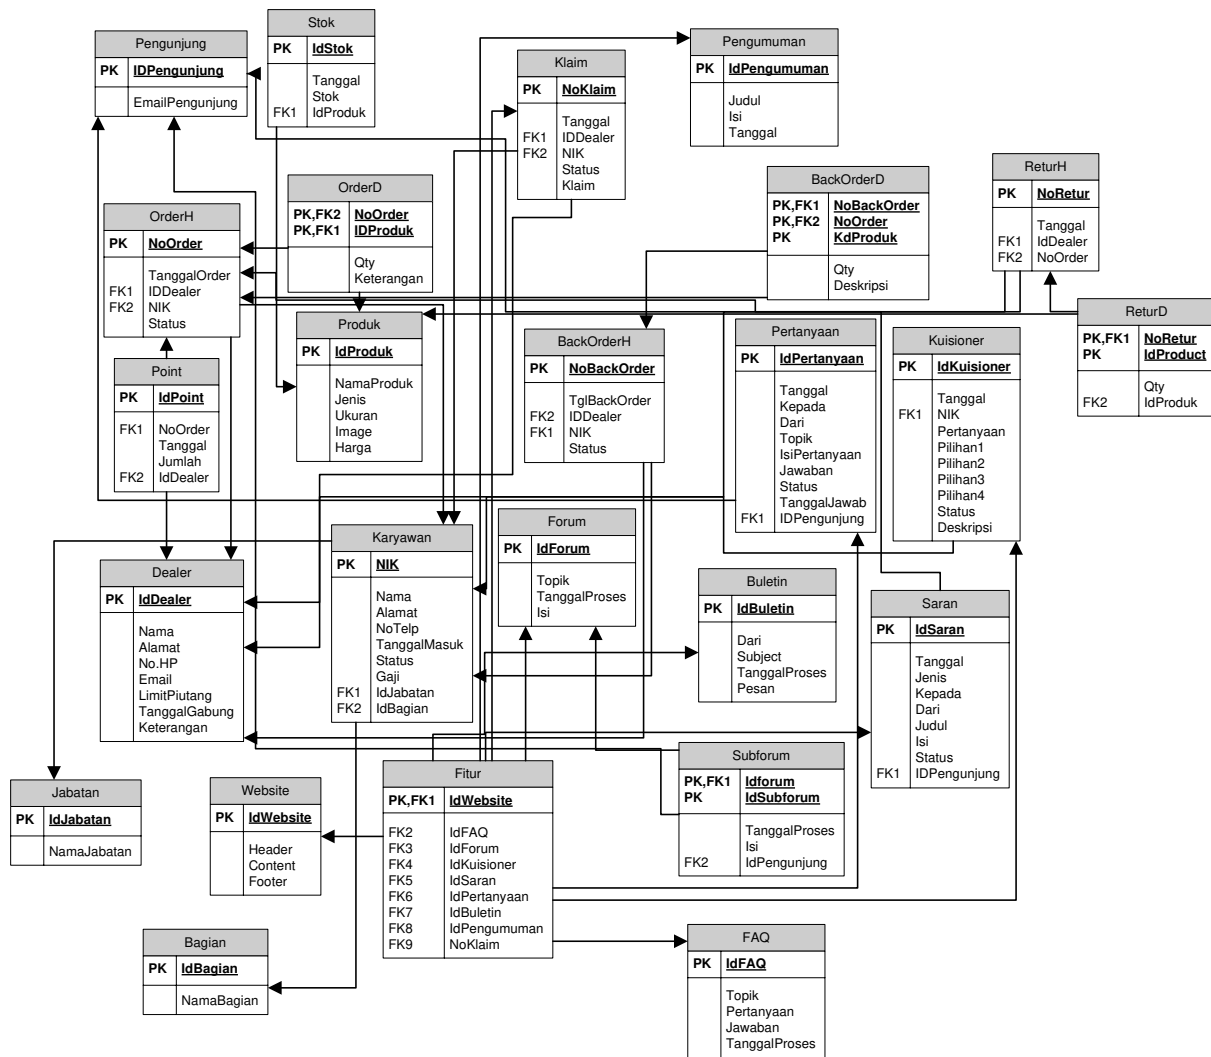 Stok
PK IdStok
Tanggal
Stok
FK1 IdProduk
Pengunjung
PK IDPengunjung
EmailPengunjung
Pengumuman
PK IdPengumuman
Judul
Isi
Tanggal
Klaim
PK NoKlaim
Tanggal
FK1 IDDealer
FK2 NIK
Status
Klaim
ReturH
PK NoRetur
Tanggal
FK1 IdDealer
FK2 NoOrder
BackOrderD
PK,FK1 NoBackOrder
PK,FK2 NoOrder
PK KdProduk
Qty
Deskripsi
OrderD
PK,FK2 NoOrder
PK,FK1 IDProduk
Qty
Keterangan
OrderH
PK NoOrder
TanggalOrder
FK1 IDDealer
FK2 NIK
Status
ReturD
PK,FK1 NoRetur
PK IdProduct
Qty
FK2 IdProduk
Produk
PK IdProduk
NamaProduk
Jenis
Ukuran
Image
Harga
Pertanyaan
PK IdPertanyaan
Tanggal
Kepada
Dari
Topik
IsiPertanyaan
Jawaban
Status
TanggalJawab
FK1 IDPengunjung
Kuisioner
PK IdKuisioner
Tanggal
FK1 NIK
Pertanyaan
Pilihan1
Pilihan2
Pilihan3
Pilihan4
Status
Deskripsi
BackOrderH
PK NoBackOrder
TglBackOrder
FK2 IDDealer
FK1 NIK
Status
Point
PK IdPoint
FK1 NoOrder
Tanggal
Jumlah
FK2 IdDealer
Forum
PK IdForum
Topik
TanggalProses
Isi
Karyawan
PK NIK
Nama
Alamat
NoTelp
TanggalMasuk
Status
Gaji
FK1 IdJabatan
FK2 IdBagian
Dealer
PK IdDealer
Nama
Alamat
No.HP
Email
LimitPiutang
TanggalGabung
Keterangan
Buletin
PK IdBuletin
Dari
Subject
TanggalProses
Pesan
Saran
PK IdSaran
Tanggal
Jenis
Kepada
Dari
Judul
Isi
Status
FK1 IDPengunjung
Subforum
PK,FK1 Idforum
PK IdSubforum
TanggalProses
Isi
FK2 IdPengunjung
Fitur
PK,FK1 IdWebsite
FK2 IdFAQ
FK3 IdForum
FK4 IdKuisioner
FK5 IdSaran
FK6 IdPertanyaan
FK7 IdBuletin
FK8 IdPengumuman
FK9 NoKlaim
Jabatan
PK IdJabatan
NamaJabatan
Website
PK IdWebsite
Header
Content
Footer
Bagian
PK IdBagian
NamaBagian
FAQ
PK IdFAQ
Topik
Pertanyaan
Jawaban
TanggalProses